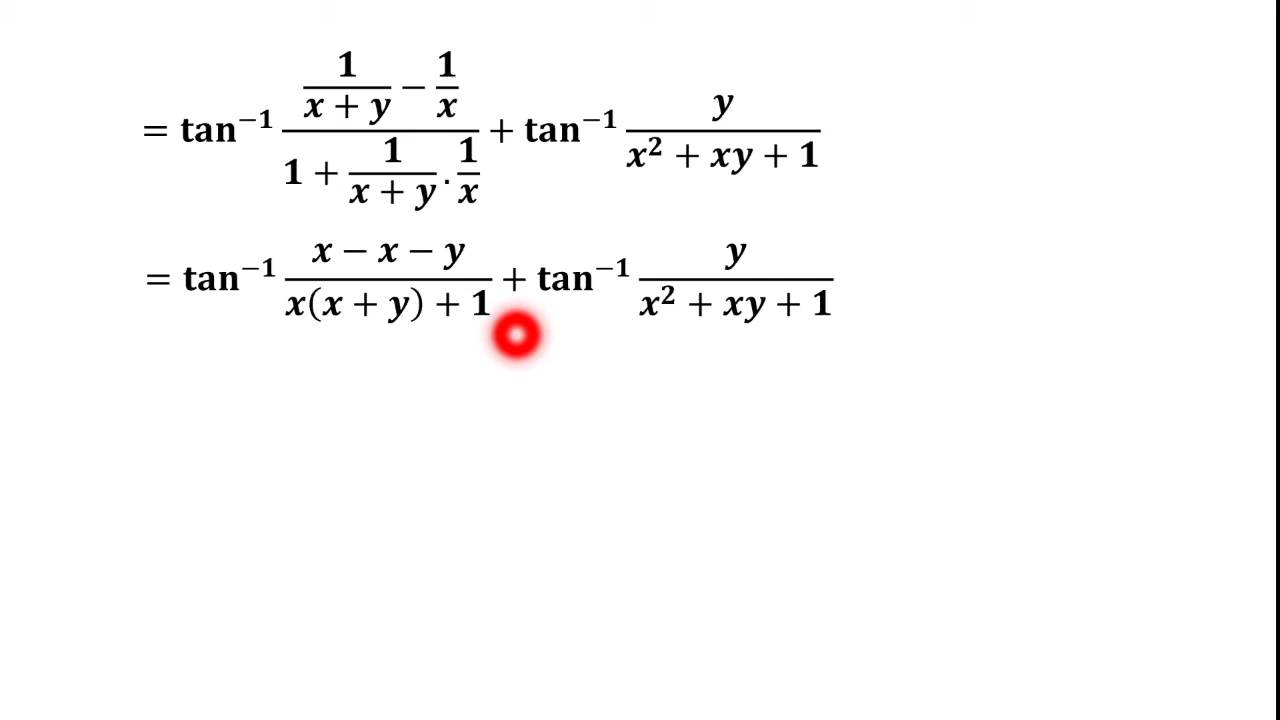 = tan⁻¹ (1/(x + y) − 1/x)/(1 + 1/(x + y) . 1/x) + tan⁻¹ y/(x² + xy + 1)
= tan⁻¹ (x − x − y)/(x(x + y) + 1) + tan⁻¹ y/(x² + xy + 1)